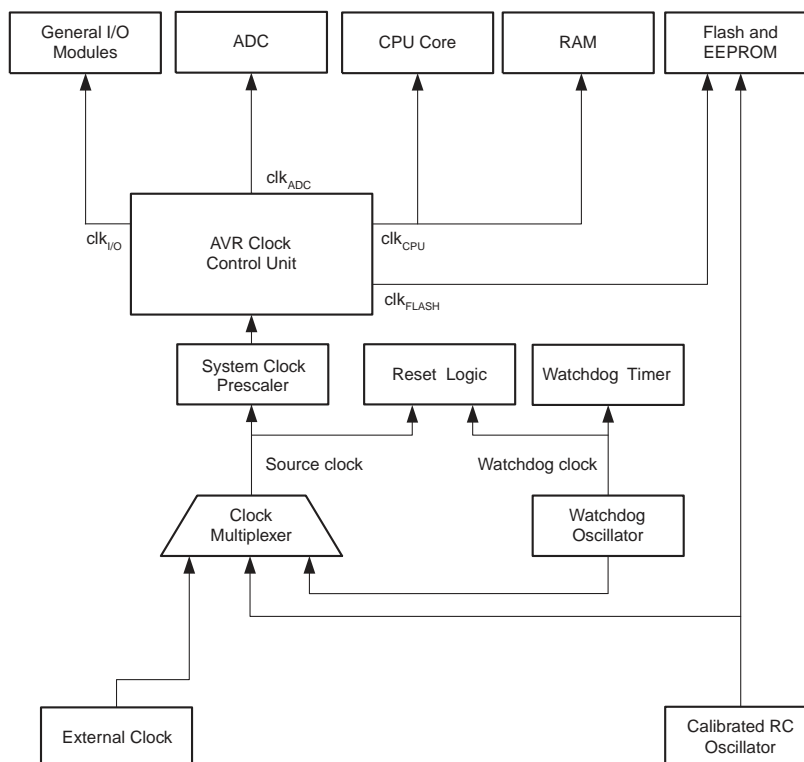 General I/O
Modules
ADC
CPU Core
RAM
Flash and
EEPROM
clkADC
clkI/O
AVR Clock
Control Unit
clkCPU
clkFLASH
System Clock
Prescaler
Reset Logic
Watchdog Timer
Source clock
Watchdog clock
Clock
Multiplexer
Watchdog
Oscillator
External Clock
Calibrated RC
Oscillator